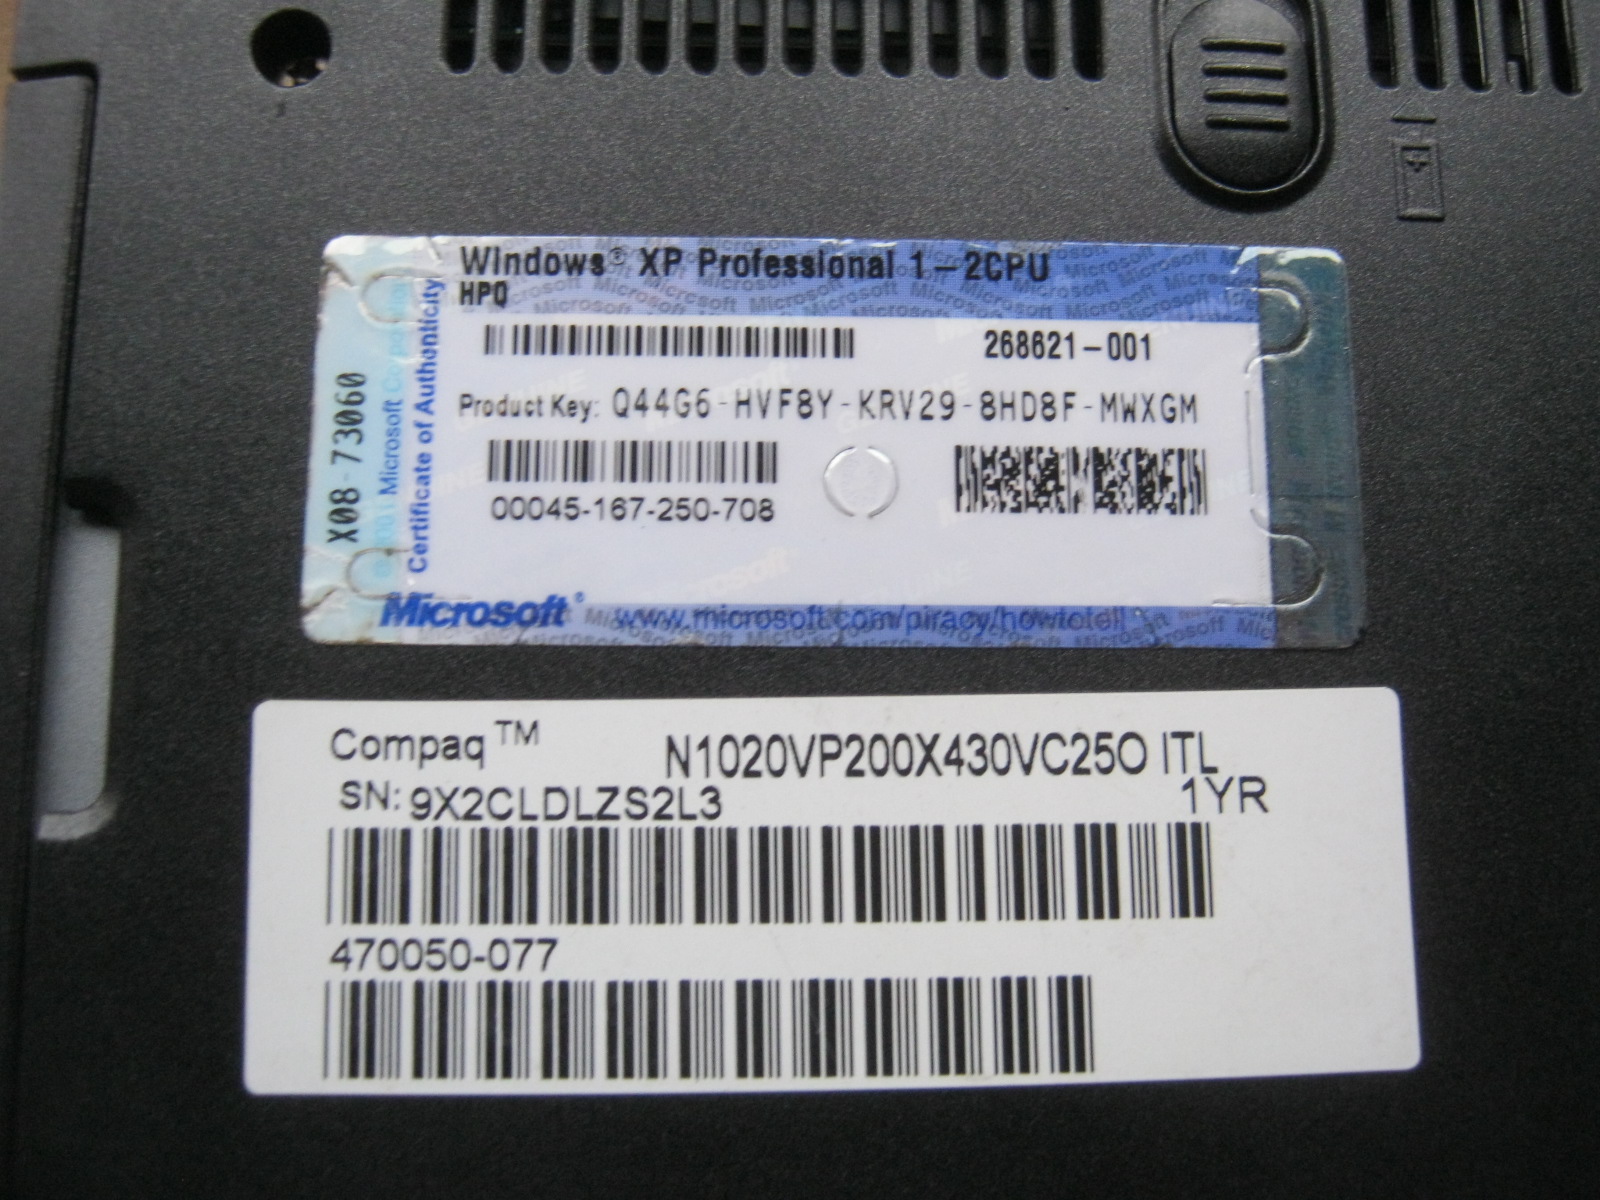 Windows® XP Professional 1-2CPU
HPQ
268621-001
Product Key: Q44G6-HVF8Y-KRV29-8HD8F-MWXGM
00045-167-250-708
X08-73060
Certificate of Authenticity
Microsoft® www.microsoft.com/piracy/howtotell
Compaq™ N1020VP200X430VC25O ITL
SN: 9X2CLDLZS2L3 1YR
470050-077